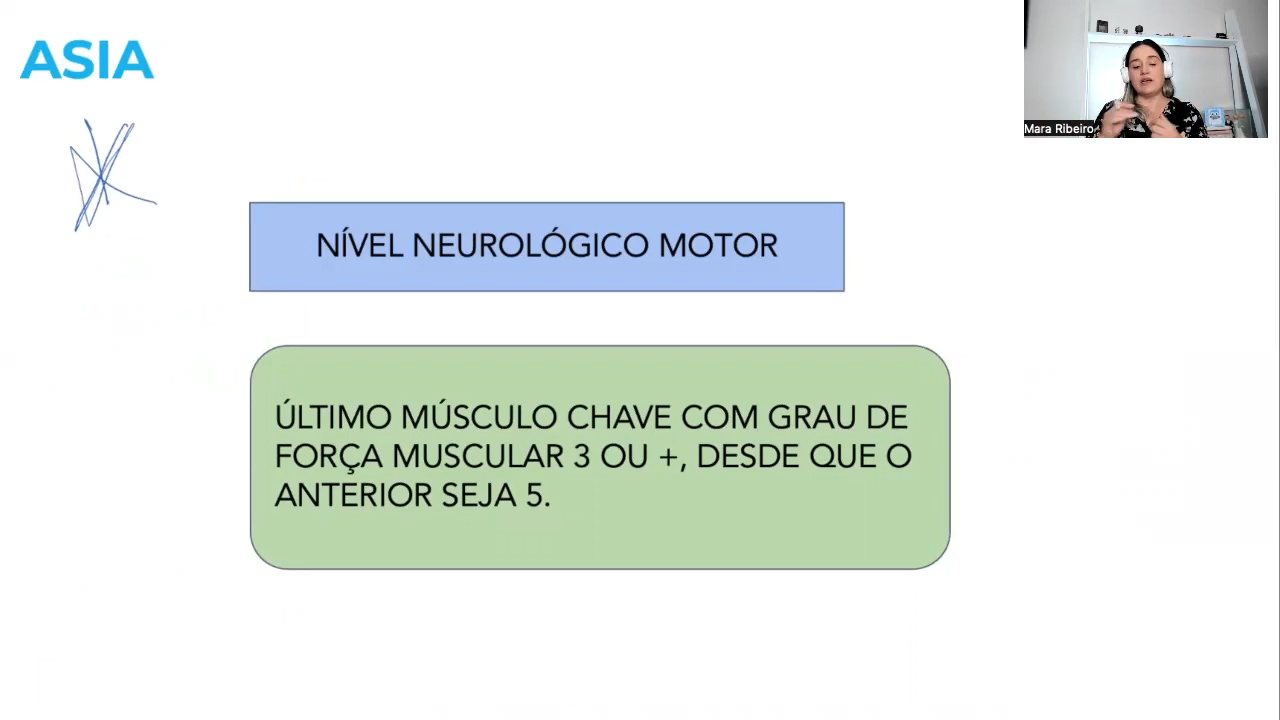 ASIA
Mara Ribeiro
NÍVEL NEUROLÓGICO MOTOR
ÚLTIMO MÚSCULO CHAVE COM GRAU DE
FORÇA MUSCULAR 3 OU +, DESDE QUE O
ANTERIOR SEJA 5.